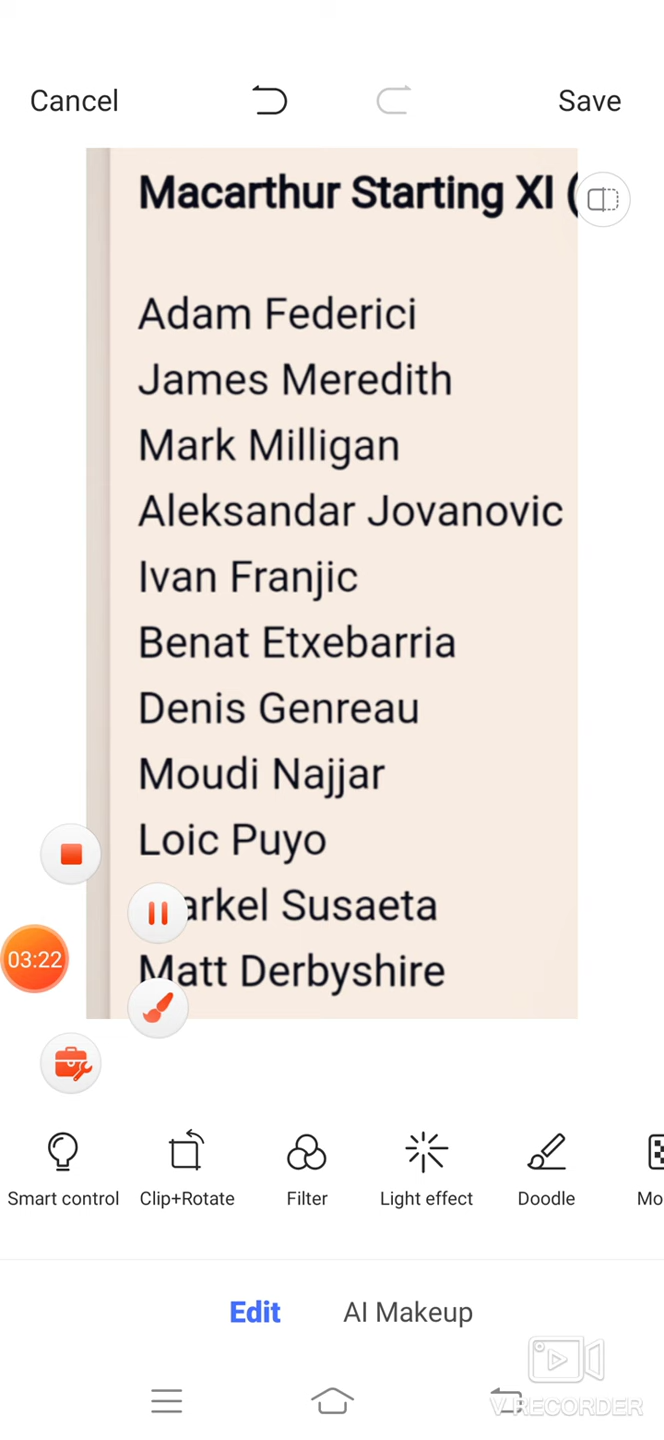 Cancel
Save
Macarthur Starting XI (
Adam Federici
James Meredith
Mark Milligan
Aleksandar Jovanovic
Ivan Franjic
Benat Etxebarria
Denis Genreau
Moudi Najjar
Loic Puyo
arkel Susaeta
Matt Derbyshire
03:22
Smart control
Clip+Rotate
Filter
Light effect
Doodle
Mo
Edit
AI Makeup
V RECORDER